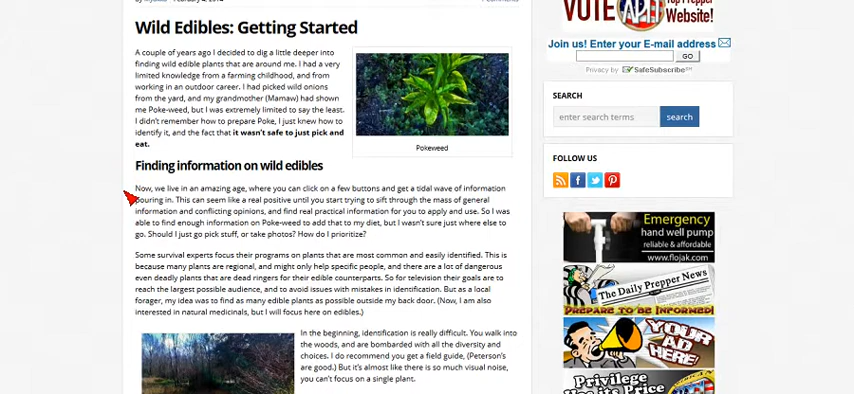 Wild Edibles: Getting Started
A couple of years ago I decided to dig a little deeper into
finding wild edible plants that are around me. I had a very
limited knowledge from a farming childhood, and from
working in an outdoor career. I had picked wild onions
from the yard, and my grandmother (Mamaw) had shown
me Poke-weed, but I was extremely limited to say the least.
I didn't remember how to prepare Poke, I just knew how to
identify it, and the fact that it wasn't safe to just pick and
eat.
Pokeweed
Finding information on wild edibles
Now, we live in an amazing age, where you can click on a few buttons and get a tidal wave of information
pouring in. This can seem like a real positive until you start trying to sift through the mass of general
information and conflicting opinions, and find real practical information for you to apply and use. So I was
able to find enough information on Poke-weed to add that to my diet, but I wasn't sure just where else to
go. Should I just go pick stuff, or take photos? How do I prioritize?
Some survival experts focus their programs on plants that are most common and easily identified. This is
because many plants are regional, and might only help specific people, and there are a lot of dangerous
even deadly plants that are dead ringers for their edible counterparts. So for television their goals are to
reach the largest possible audience, and to avoid issues with mistakes in identification. But as a local
forager, my idea was to find as many edible plants as possible outside my back door. (Now, I am also
interested in natural medicinals, but I will focus here on edibles.)
In the beginning, identification is really difficult. You walk into
the woods, and are bombarded with all the diversity and
choices. I do recommend you get a field guide, (Peterson's
are good.) But it's almost like there is so much visual noise,
you can't focus on a single plant.
VOTE APN Top Prepper
Website!
Join us! Enter your E-mail address
GO
Privacy by SafeSubscribe
SEARCH
enter search terms
search
FOLLOW US
Emergency
hand well pump
reliable & affordable
www.flojak.com
The Daily Prepper News
PREPARE TO BE INFORMED!
YOUR
AD
HERE!
Privilege